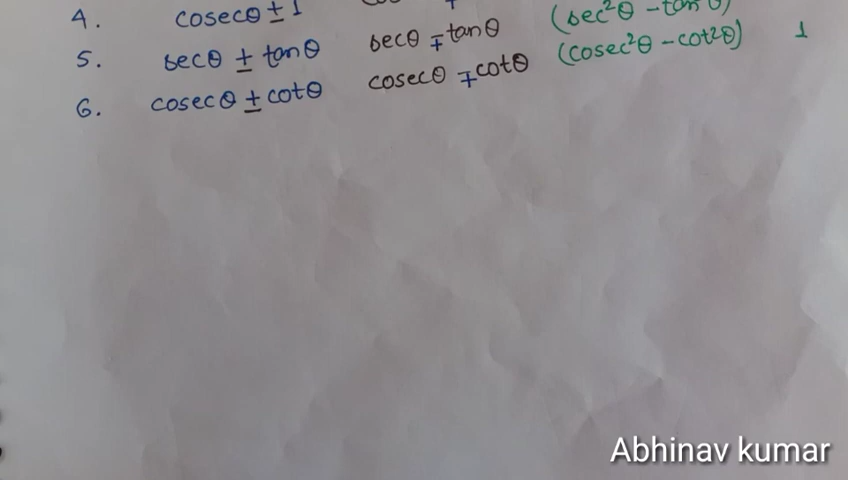 4. cosecθ ± 1
5. secθ ± tanθ secθ ∓ tanθ (sec²θ - tan²θ)
6. cosecθ ± cotθ cosecθ ∓ cotθ (cosec²θ - cot²θ) 1
Abhinav kumar